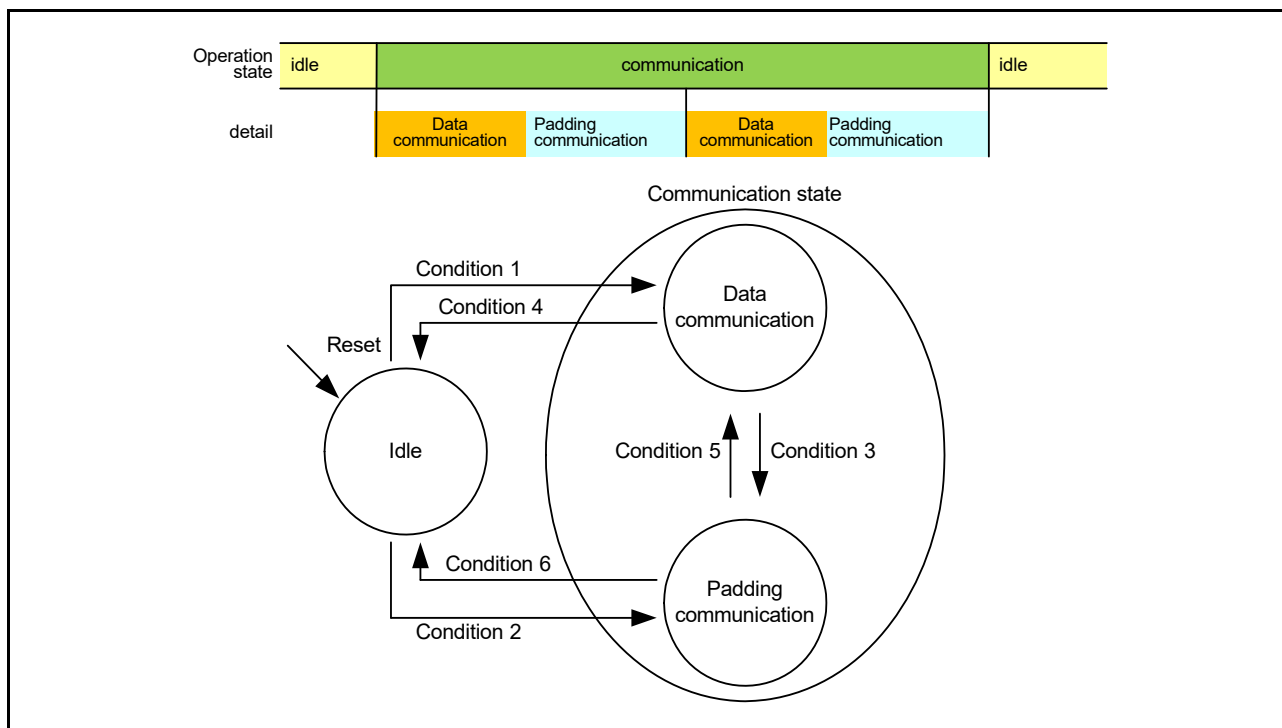 Operation
state
idle
communication
idle
detail
Data
communication
Padding
communication
Data
communication
Padding
communication
Communication state
Condition 1
Data
communication
Condition 4
Reset
Idle
Condition 5
Condition 3
Condition 6
Padding
communication
Condition 2